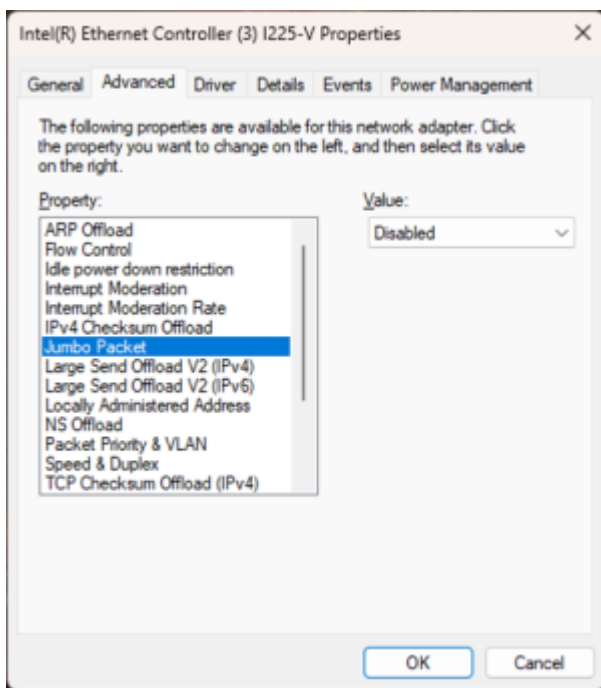 Intel(R) Ethernet Controller (3) I225-V Properties
General Advanced Driver Details Events Power Management
The following properties are available for this network adapter. Click
the property you want to change on the left, and then select its value
on the right.
Property:
Value:
ARP Offload
Flow Control
Idle power down restriction
Interrupt Moderation
Interrupt Moderation Rate
IPv4 Checksum Offload
Jumbo Packet
Large Send Offload V2 (IPv4)
Large Send Offload V2 (IPv6)
Locally Administered Address
NS Offload
Packet Priority & VLAN
Speed & Duplex
TCP Checksum Offload (IPv4)
Disabled
OK
Cancel